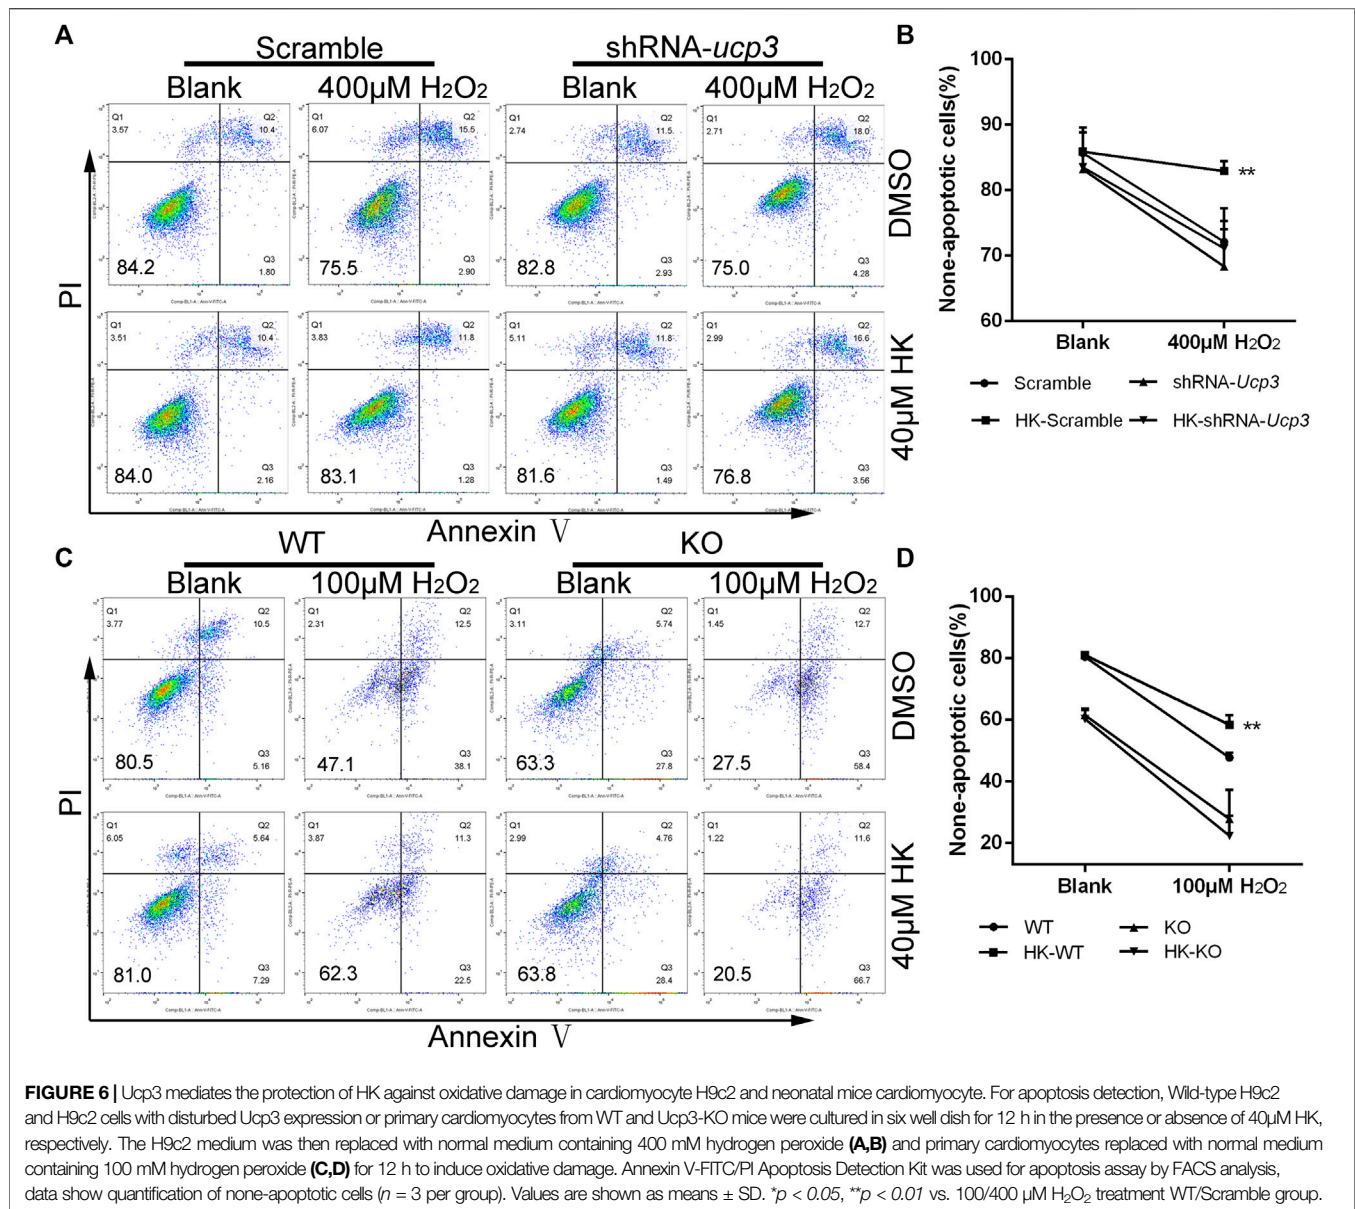 A
Scramble
shRNA-ucp3
Blank
400µM H2O2
Blank
400µM H2O2
Q1
3.57
Q2
10.4
Q3
1.80
84.2
Q1
6.07
Q2
15.5
Q3
2.90
75.5
Q1
2.74
Q2
11.5
Q3
2.93
82.8
Q1
2.71
Q2
18.0
Q3
4.28
75.0
DMSO
Q1
3.51
Q2
10.4
Q3
2.16
84.0
Q1
3.83
Q2
11.8
Q3
1.28
83.1
Q1
5.11
Q2
11.8
Q3
1.49
81.6
Q1
2.99
Q2
16.6
Q3
3.56
76.8
40µM HK
PI
Annexin V
B
None-apoptotic cells(%)
100
90
80
70
60
**
Blank
400µM H2O2
Scramble
shRNA-Ucp3
HK-Scramble
HK-shRNA-Ucp3
C
WT
KO
Blank
100µM H2O2
Blank
100µM H2O2
Q1
3.77
Q2
10.5
Q3
5.16
80.5
Q1
2.31
Q2
12.5
Q3
38.1
47.1
Q1
3.11
Q2
5.74
Q3
27.8
63.3
Q1
1.45
Q2
12.7
Q3
58.4
27.5
DMSO
Q1
6.05
Q2
5.64
Q3
7.29
81.0
Q1
3.87
Q2
11.3
Q3
22.5
62.3
Q1
2.99
Q2
4.76
Q3
28.4
63.8
Q1
1.22
Q2
11.6
Q3
66.7
20.5
40µM HK
PI
Annexin V
D
None-apoptotic cells(%)
100
80
60
40
20
**
Blank
100µM H2O2
WT
KO
HK-WT
HK-KO
FIGURE 6 | Ucp3 mediates the protection of HK against oxidative damage in cardiomyocyte H9c2 and neonatal mice cardiomyocyte. For apoptosis detection, Wild-type H9c2
and H9c2 cells with disturbed Ucp3 expression or primary cardiomyocytes from WT and Ucp3-KO mice were cultured in six well dish for 12 h in the presence or absence of 40µM HK,
respectively. The H9c2 medium was then replaced with normal medium containing 400 mM hydrogen peroxide (A,B) and primary cardiomyocytes replaced with normal medium
containing 100 mM hydrogen peroxide (C,D) for 12 h to induce oxidative damage. Annexin V-FITC/PI Apoptosis Detection Kit was used for apoptosis assay by FACS analysis,
data show quantification of none-apoptotic cells (n = 3 per group). Values are shown as means ± SD. *p < 0.05, **p < 0.01 vs. 100/400 µM H2O2 treatment WT/Scramble group.